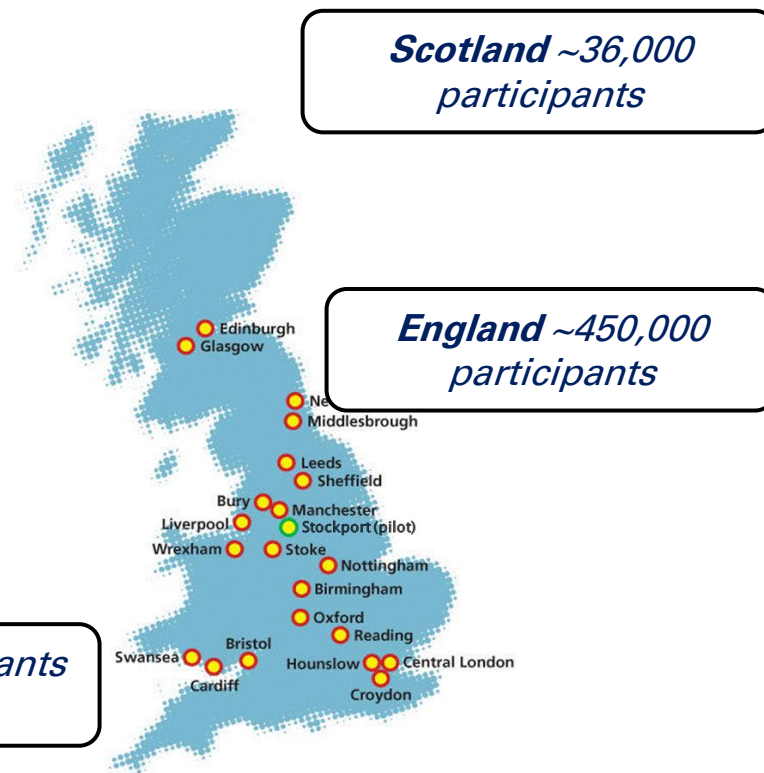 Scotland ~36,000
participants
England ~450,000
participants
Edinburgh
Glasgow
Middlesbrough
Leeds
Sheffield
Bury
Manchester
Liverpool
Stockport (pilot)
Wrexham
Stoke
Nottingham
Birmingham
Oxford
Reading
Bristol
Swansea
Cardiff
Hounslow
Central London
Croydon